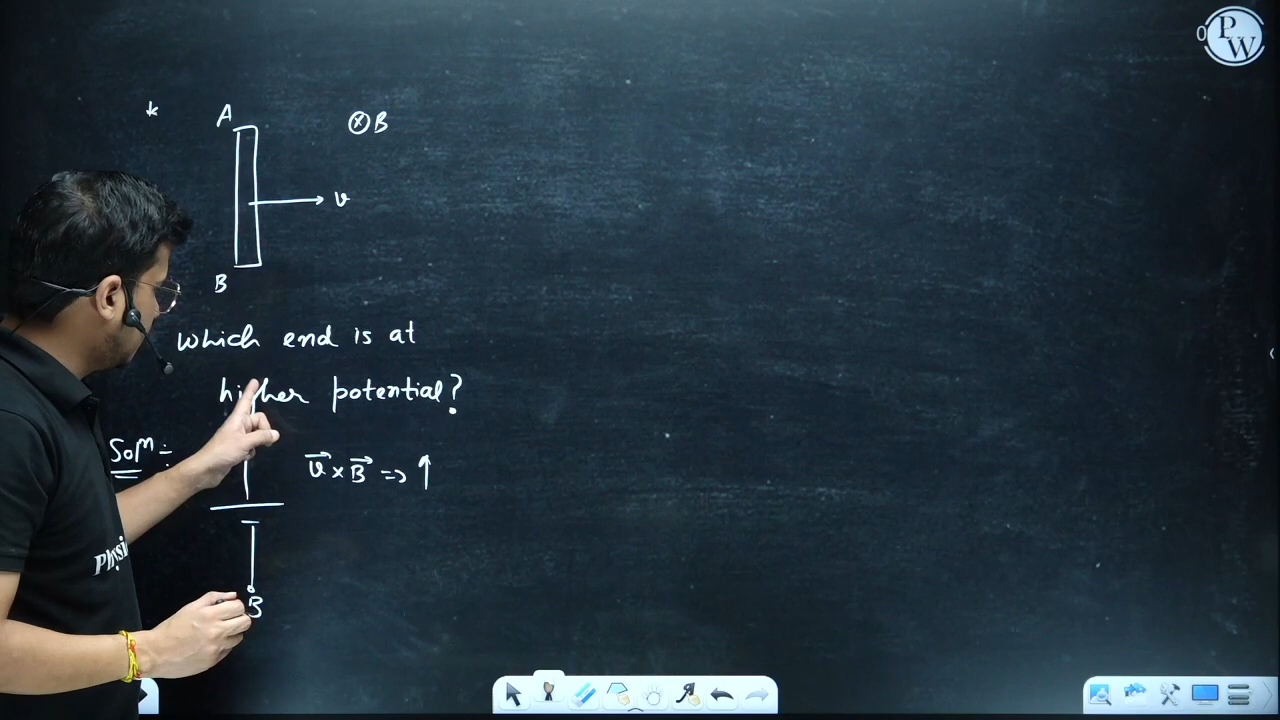 PW
A
⊗ B
v
B
which end is at
higher potential?
Solⁿ :-
v⃗ × B⃗ => ↑
B